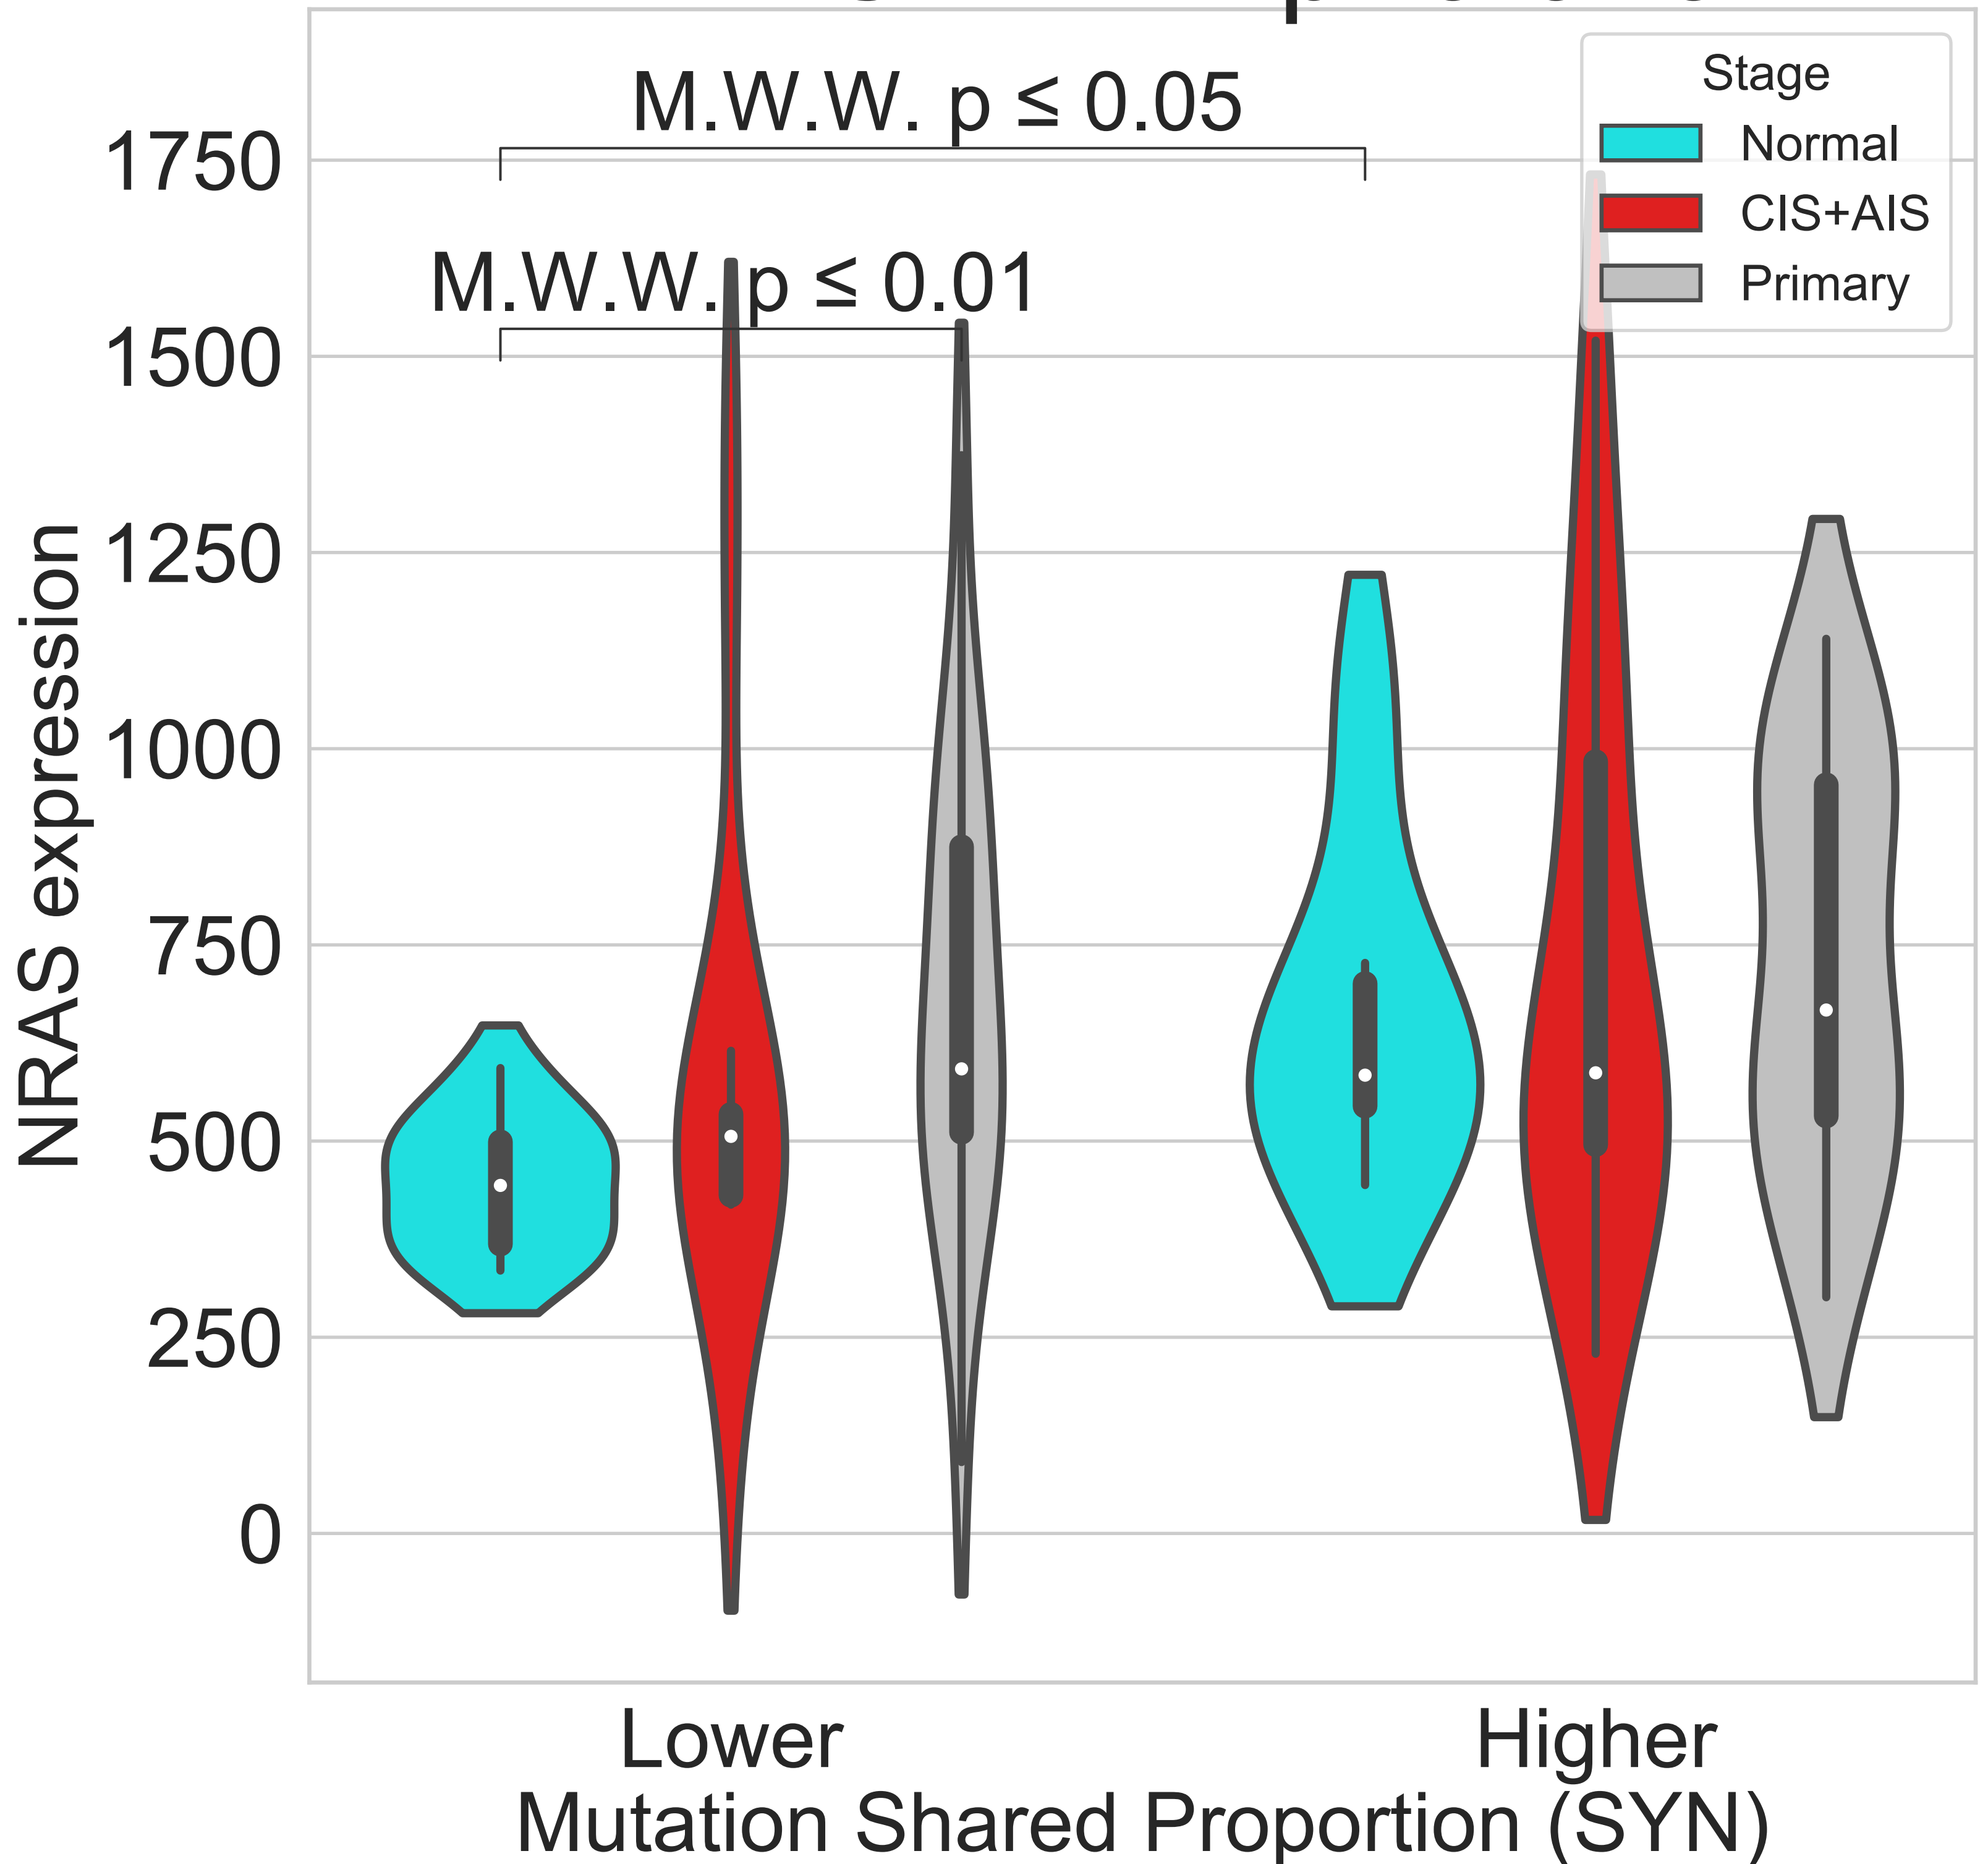 M.W.W. p ≤ 0.05
M.W.W. p ≤ 0.01
Stage
Normal
CIS+AIS
Primary
1750
1500
1250
1000
750
500
250
0
NRAS expression
Lower
Higher
Mutation Shared Proportion (SYN)